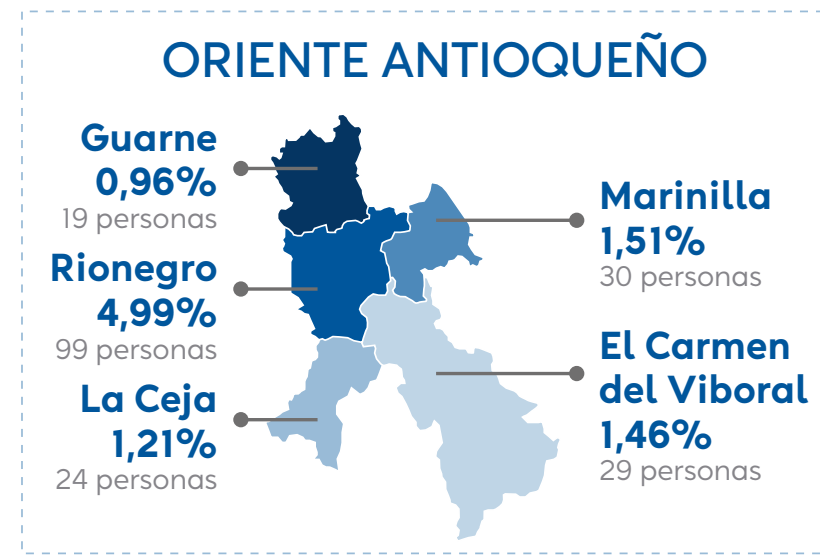 ORIENTE ANTIOQUEÑO
Guarne
0,96%
19 personas
Rionegro
4,99%
99 personas
La Ceja
1,21%
24 personas
Marinilla
1,51%
30 personas
El Carmen
del Viboral
1,46%
29 personas